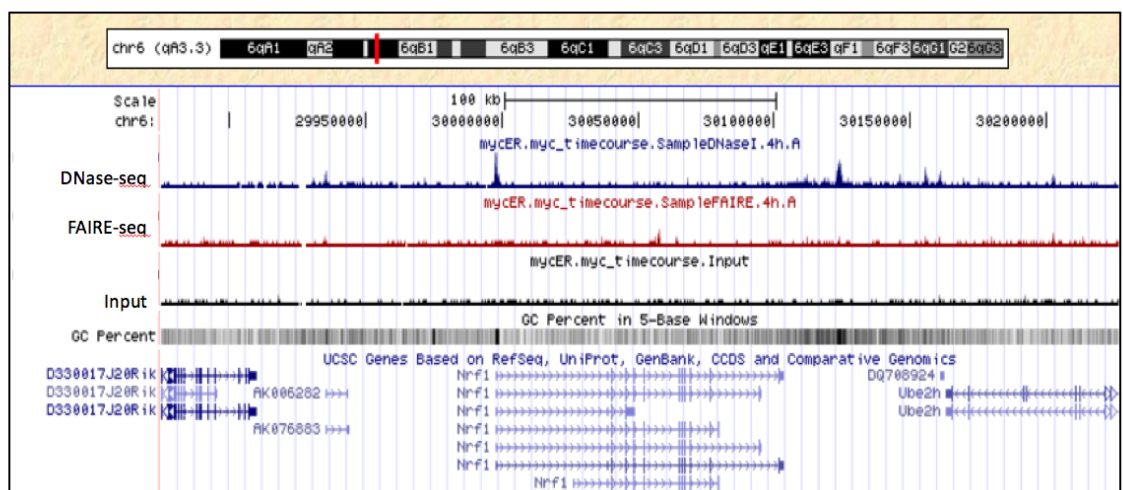 chr6 (qA3.3) 6qA1 qA2 6qB1 6qB3 6qC1 6qC3 6qD1 6qD3 qE1 6qE3 qF1 6qF3 6qG1 G2 6qG3
Scale 100 kb
chr6: 29950000 30000000 30050000 30100000 30150000 30200000
mycER.myc_timecourse.SampleDNaseI.4h.A
DNase-seq
mycER.myc_timecourse.SampleFAIRE.4h.A
FAIRE-seq
mycER.myc_timecourse.Input
Input
GC Percent in 5-Base Windows
GC Percent
UCSC Genes Based on RefSeq, UniProt, GenBank, CCDS and Comparative Genomics
D330017J20Rik Nrf1 DQ708924
D330017J20Rik AK006282 Nrf1 Ube2h
D330017J20Rik Nrf1 Ube2h
AK076883 Nrf1
Nrf1
Nrf1
Nrf1